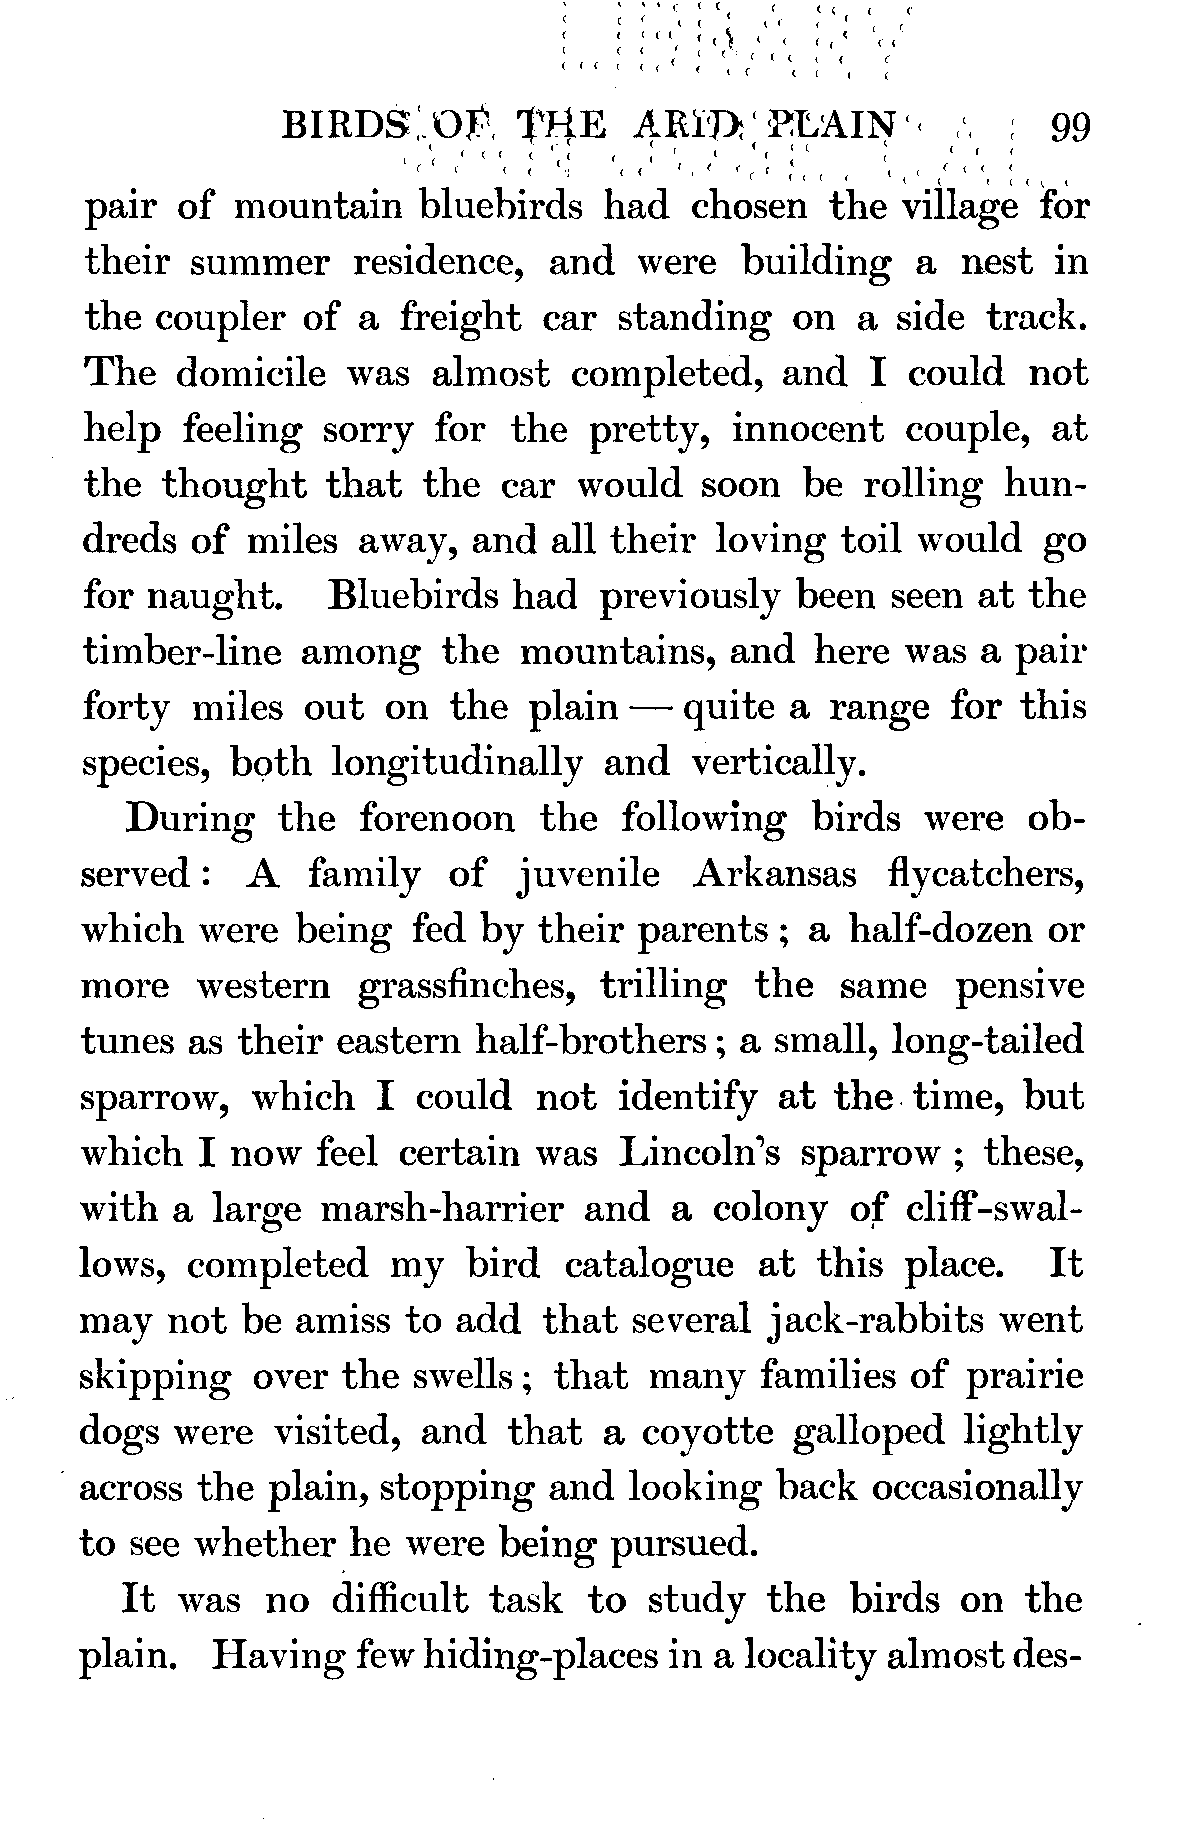 LIBRARY
BIRDS OF THE ARID PLAIN 99
pair of mountain bluebirds had chosen the village for
their summer residence, and were building a nest in
the coupler of a freight car standing on a side track.
The domicile was almost completed, and I could not
help feeling sorry for the pretty, innocent couple, at
the thought that the car would soon be rolling hun-
dreds of miles away, and all their loving toil would go
for naught. Bluebirds had previously been seen at the
timber-line among the mountains, and here was a pair
forty miles out on the plain — quite a range for this
species, both longitudinally and vertically.
During the forenoon the following birds were ob-
served : A family of juvenile Arkansas flycatchers,
which were being fed by their parents ; a half-dozen or
more western grassfinches, trilling the same pensive
tunes as their eastern half-brothers ; a small, long-tailed
sparrow, which I could not identify at the time, but
which I now feel certain was Lincoln's sparrow ; these,
with a large marsh-harrier and a colony of cliff-swal-
lows, completed my bird catalogue at this place. It
may not be amiss to add that several jack-rabbits went
skipping over the swells ; that many families of prairie
dogs were visited, and that a coyotte galloped lightly
across the plain, stopping and looking back occasionally
to see whether he were being pursued.
It was no difficult task to study the birds on the
plain. Having few hiding-places in a locality almost des-